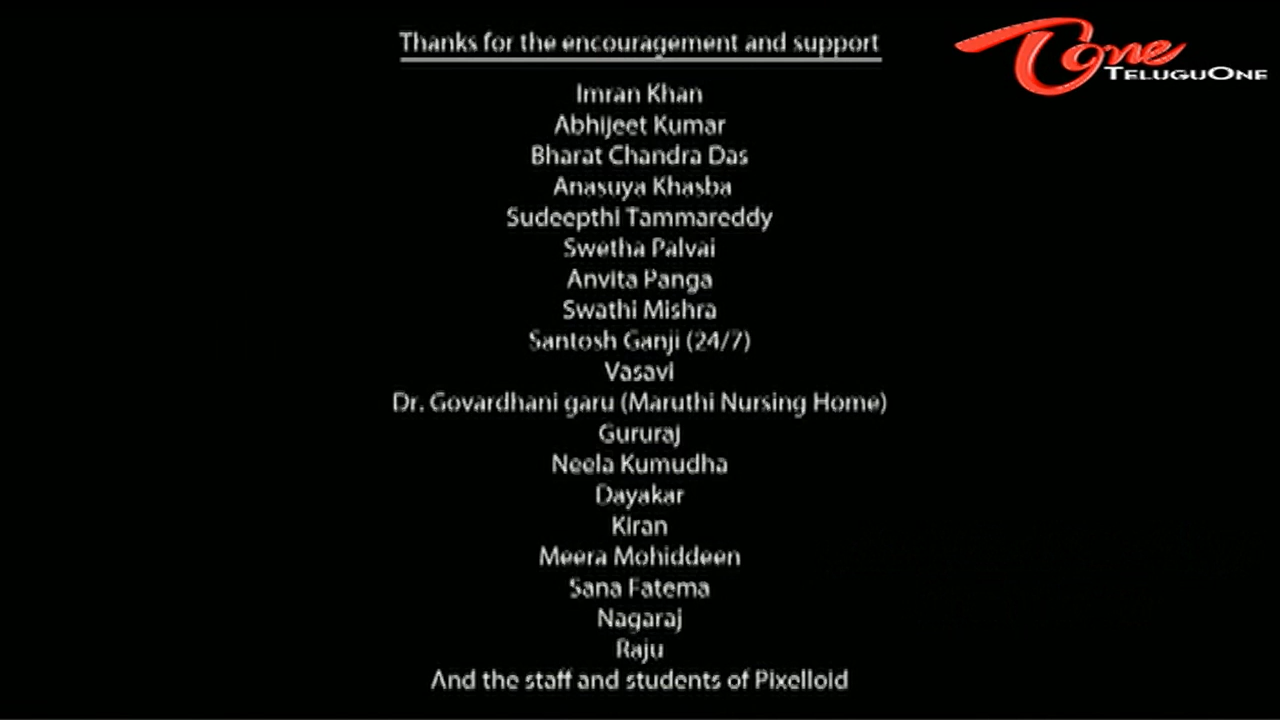 Thanks for the encouragement and support
Imran Khan
Abhijeet Kumar
Bharat Chandra Das
Anasuya Khasba
Sudeepthi Tammareddy
Swetha Palvai
Anvita Panga
Swathi Mishra
Santosh Ganji (24/7)
Vasavi
Dr. Govardhani garu (Maruthi Nursing Home)
Gururaj
Neela Kumudha
Dayakar
Kiran
Meera Mohiddeen
Sana Fatema
Nagaraj
Raju
And the staff and students of Pixelloid
Tone
TELUGUONE